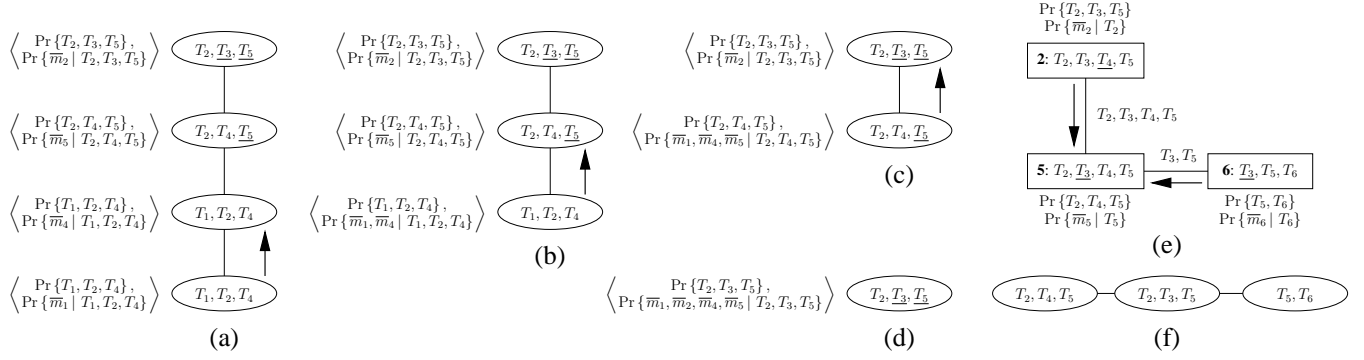 Pr {T2, T3, T5} ,
Pr {m̅2 | T2, T3, T5}
T2, T3, T5
Pr {T2, T4, T5} ,
Pr {m̅5 | T2, T4, T5}
T2, T4, T5
Pr {T1, T2, T4} ,
Pr {m̅4 | T1, T2, T4}
T1, T2, T4
Pr {T1, T2, T4} ,
Pr {m̅1 | T1, T2, T4}
T1, T2, T4
(a)
Pr {T2, T3, T5} ,
Pr {m̅2 | T2, T3, T5}
T2, T3, T5
Pr {T2, T4, T5} ,
Pr {m̅5 | T2, T4, T5}
T2, T4, T5
Pr {T1, T2, T4} ,
Pr {m̅1, m̅4 | T1, T2, T4}
T1, T2, T4
(b)
Pr {T2, T3, T5} ,
Pr {m̅2 | T2, T3, T5}
T2, T3, T5
Pr {T2, T4, T5} ,
Pr {m̅1, m̅4, m̅5 | T2, T4, T5}
T2, T4, T5
(c)
Pr {T2, T3, T5} ,
Pr {m̅1, m̅2, m̅4, m̅5 | T2, T3, T5}
T2, T3, T5
(d)
Pr {T2, T3, T5}
Pr {m̅2 | T2}
2: T2, T3, T4, T5
T2, T3, T4, T5
5: T2, T3, T4, T5
T3, T5
6: T3, T5, T6
Pr {T2, T4, T5}
Pr {m̅5 | T5}
Pr {T5, T6}
Pr {m̅6 | T6}
(e)
T2, T4, T5
T2, T3, T5
T5, T6
(f)